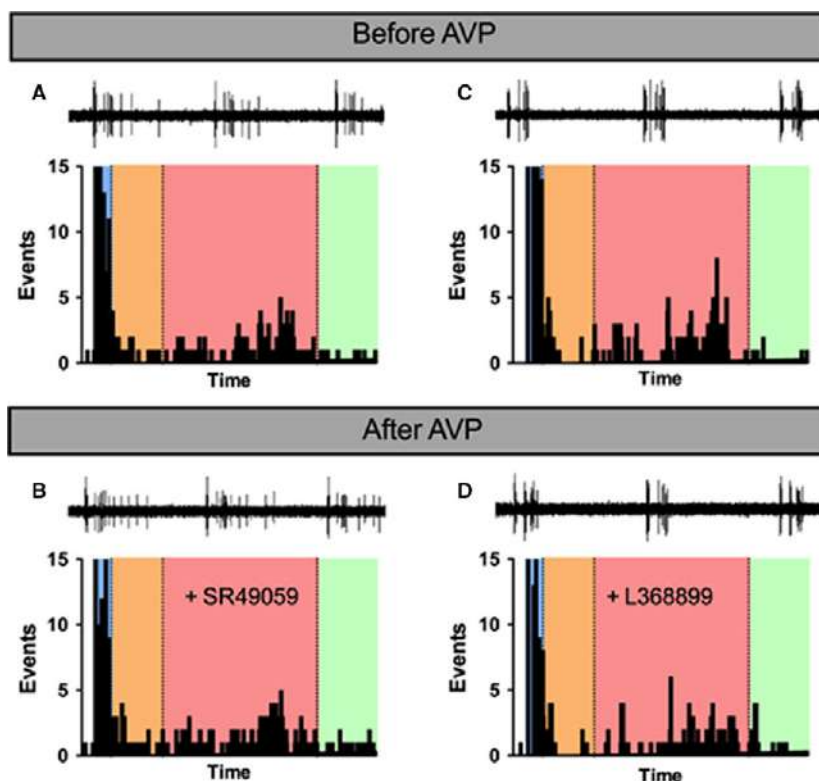 Before AVP
A
C
15
10
5
0
Events
Time
15
10
5
0
Events
Time
After AVP
B
D
15
10
5
0
Events
Time
+ SR49059
15
10
5
0
Events
Time
+ L368899